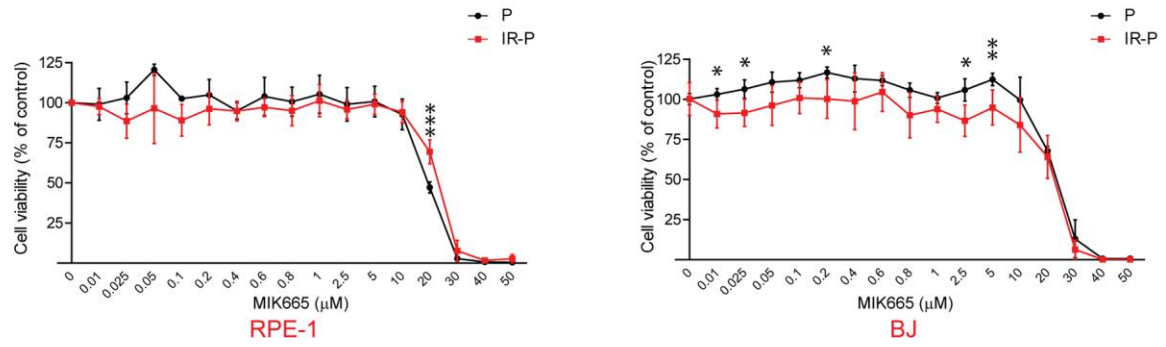 P
IR-P
Cell viability (% of control)
125
100
75
50
25
***
0 0.01 0.025 0.05 0.1 0.2 0.4 0.6 0.8 1 2.5 5 10 20 30 40 50
MIK665 (μM)
RPE-1
P
IR-P
Cell viability (% of control)
125
100
75
50
25
* * * * **
0 0.01 0.025 0.05 0.1 0.2 0.4 0.6 0.8 1 2.5 5 10 20 30 40 50
MIK665 (μM)
BJ